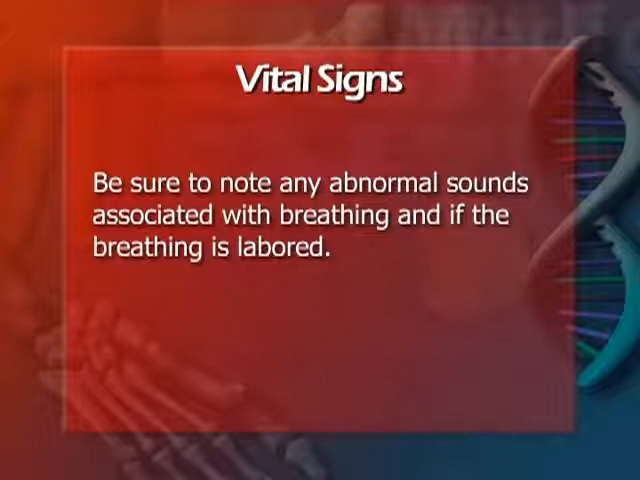 Vital Signs
Be sure to note any abnormal sounds
associated with breathing and if the
breathing is labored.